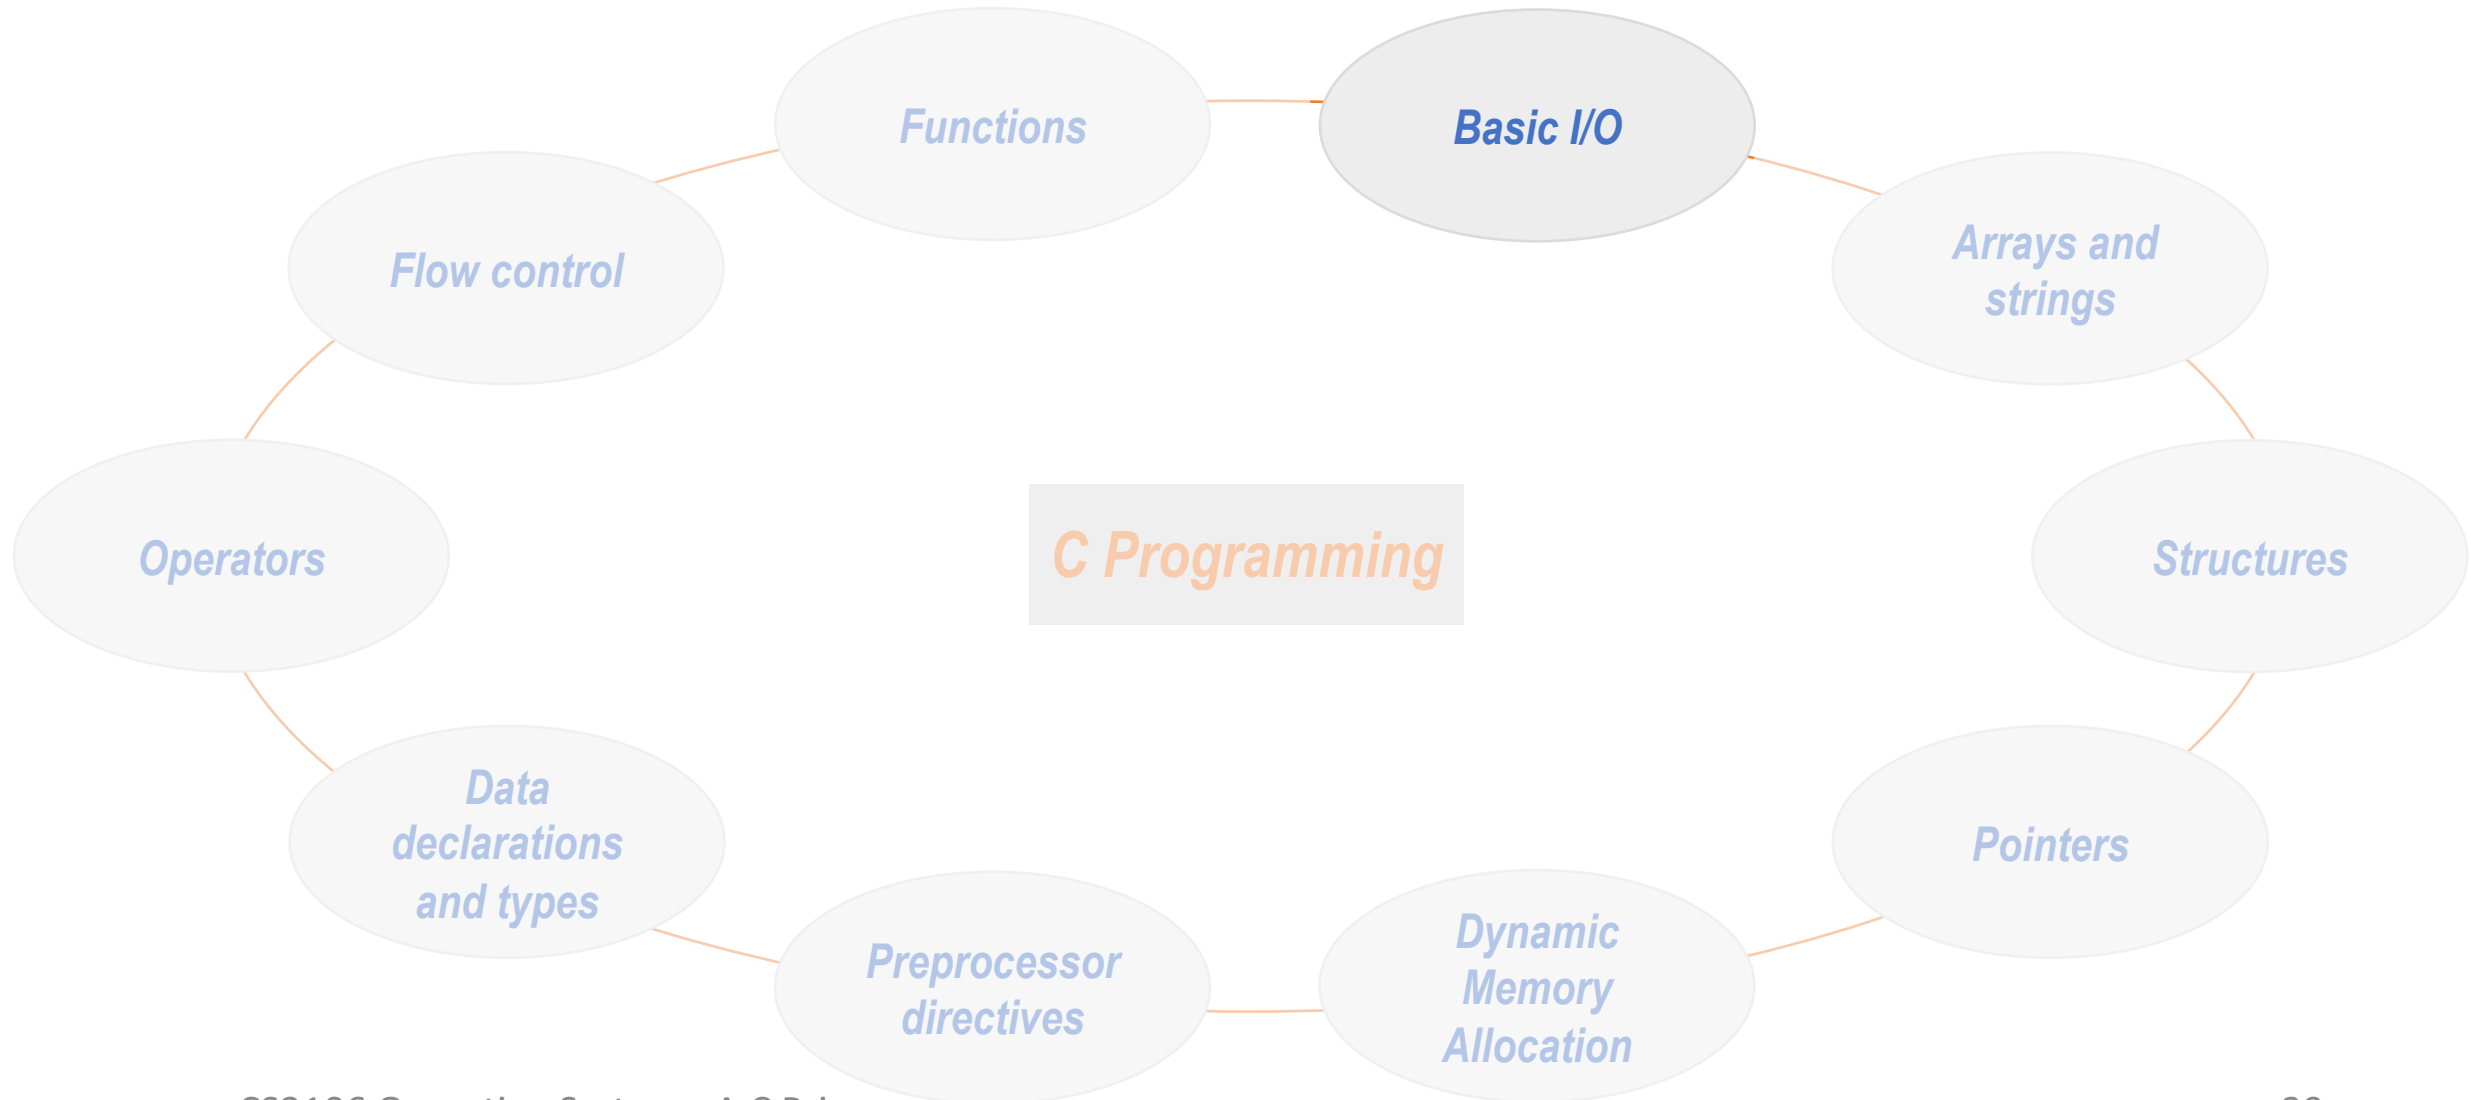 Functions
Basic I/O
Flow control
Arrays and
strings
Operators
C Programming
Structures
Data
declarations
and types
Pointers
Preprocessor
directives
Dynamic
Memory
Allocation